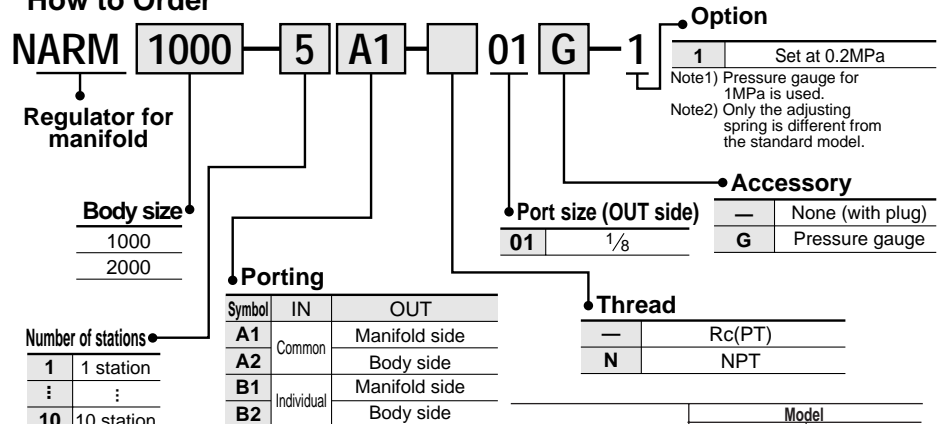 How to Order
NARM 1000 — 5 A1 — 01 G — 1
Option
1 Set at 0.2MPa
Note1) Pressure gauge for
1MPa is used.
Note2) Only the adjusting
spring is different from
the standard model.
Regulator for
manifold
Accessory
— None (with plug)
G Pressure gauge
Body size
1000
2000
Port size (OUT side)
01 1/8
Porting
Symbol IN OUT
A1 Common Manifold side
A2 Body side
B1 Individual Manifold side
B2 Body side
Thread
— Rc(PT)
N NPT
Number of stations
1 1 station
⋮ ⋮
10 10 station
Model